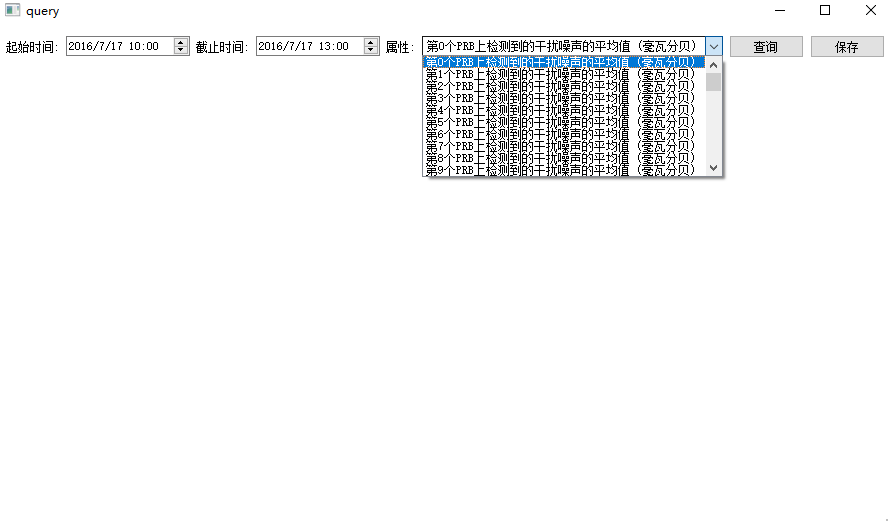 query
起始时间: 2016/7/17 10:00 截止时间: 2016/7/17 13:00 属性: 第0个PRB上检测到的干扰噪声的平均值 (毫瓦分贝) 查询 保存
第0个PRB上检测到的干扰噪声的平均值 (毫瓦分贝)
第1个PRB上检测到的干扰噪声的平均值 (毫瓦分贝)
第2个PRB上检测到的干扰噪声的平均值 (毫瓦分贝)
第3个PRB上检测到的干扰噪声的平均值 (毫瓦分贝)
第4个PRB上检测到的干扰噪声的平均值 (毫瓦分贝)
第5个PRB上检测到的干扰噪声的平均值 (毫瓦分贝)
第6个PRB上检测到的干扰噪声的平均值 (毫瓦分贝)
第7个PRB上检测到的干扰噪声的平均值 (毫瓦分贝)
第8个PRB上检测到的干扰噪声的平均值 (毫瓦分贝)
第9个PRB上检测到的干扰噪声的平均值 (毫瓦分贝)